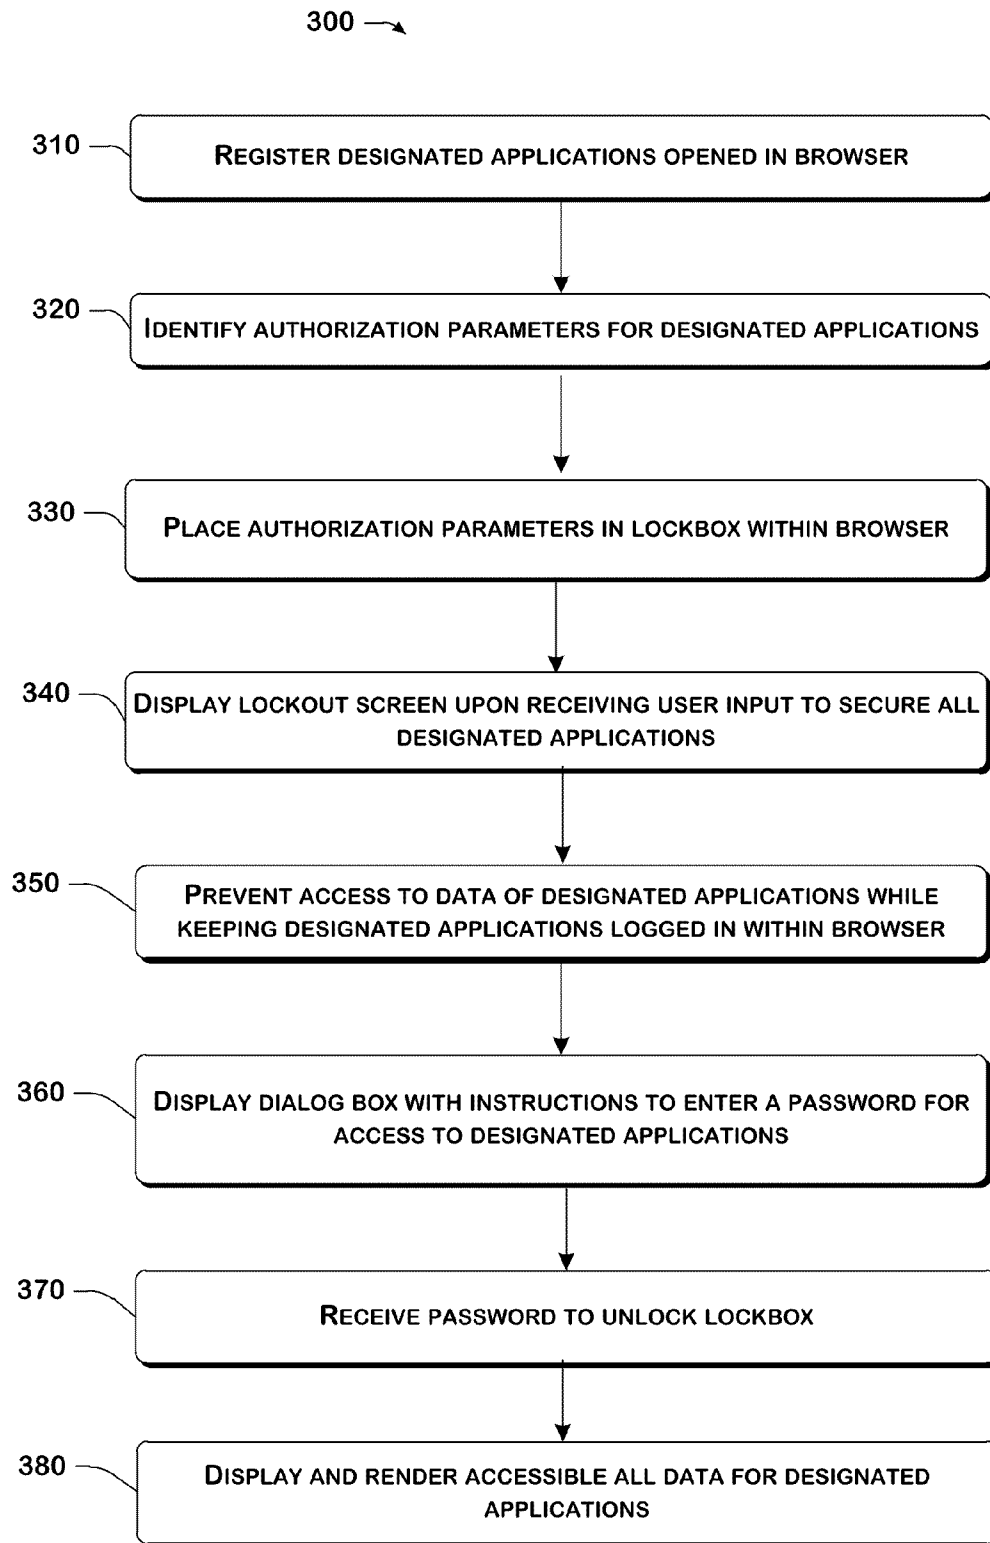 300
310
REGISTER DESIGNATED APPLICATIONS OPENED IN BROWSER
320
IDENTIFY AUTHORIZATION PARAMETERS FOR DESIGNATED APPLICATIONS
330
PLACE AUTHORIZATION PARAMETERS IN LOCKBOX WITHIN BROWSER
340
DISPLAY LOCKOUT SCREEN UPON RECEIVING USER INPUT TO SECURE ALL
DESIGNATED APPLICATIONS
350
PREVENT ACCESS TO DATA OF DESIGNATED APPLICATIONS WHILE
KEEPING DESIGNATED APPLICATIONS LOGGED IN WITHIN BROWSER
360
DISPLAY DIALOG BOX WITH INSTRUCTIONS TO ENTER A PASSWORD FOR
ACCESS TO DESIGNATED APPLICATIONS
370
RECEIVE PASSWORD TO UNLOCK LOCKBOX
380
DISPLAY AND RENDER ACCESSIBLE ALL DATA FOR DESIGNATED
APPLICATIONS